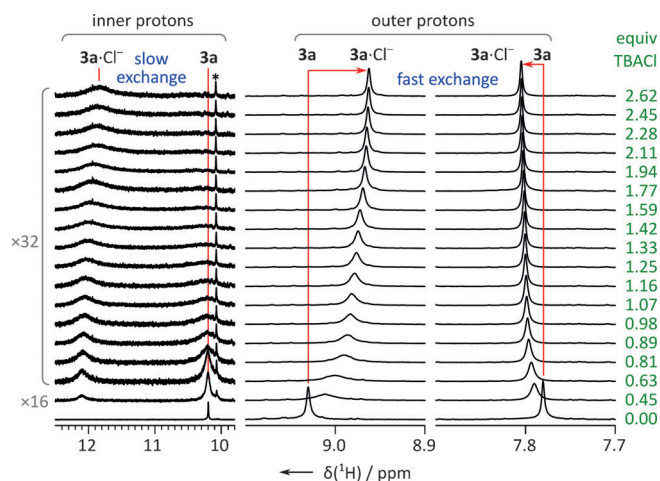 inner protons
outer protons
3a·Cl⁻ slow exchange 3a *
3a 3a·Cl⁻ fast exchange 3a·Cl⁻ 3a
equiv
TBACl
2.62
2.45
2.28
2.11
1.94
1.77
1.59
1.42
1.33
1.25
1.16
1.07
0.98
0.89
0.81
0.63
0.45
0.00
×32
×16
12 11 10 9.0 8.9 7.8 7.7
δ(¹H) / ppm